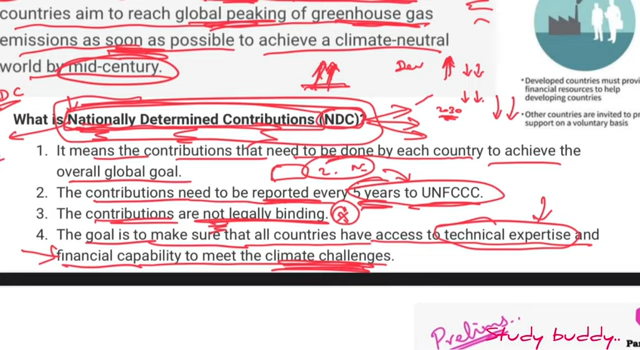 countries aim to reach global peaking of greenhouse gas
emissions as soon as possible to achieve a climate-neutral
world by mid-century.
Dev
DC
2020
What is Nationally Determined Contributions (NDC)?
1. It means the contributions that need to be done by each country to achieve the
overall global goal.
2. The contributions need to be reported every 5 years to UNFCCC.
3. The contributions are not legally binding.
4. The goal is to make sure that all countries have access to technical expertise and
financial capability to meet the climate challenges.
•Developed countries must provi
financial resources to help
developing countries
•Other countries are invited to pr
support on a voluntary basis
Prelims..
Study buddy..
Pa